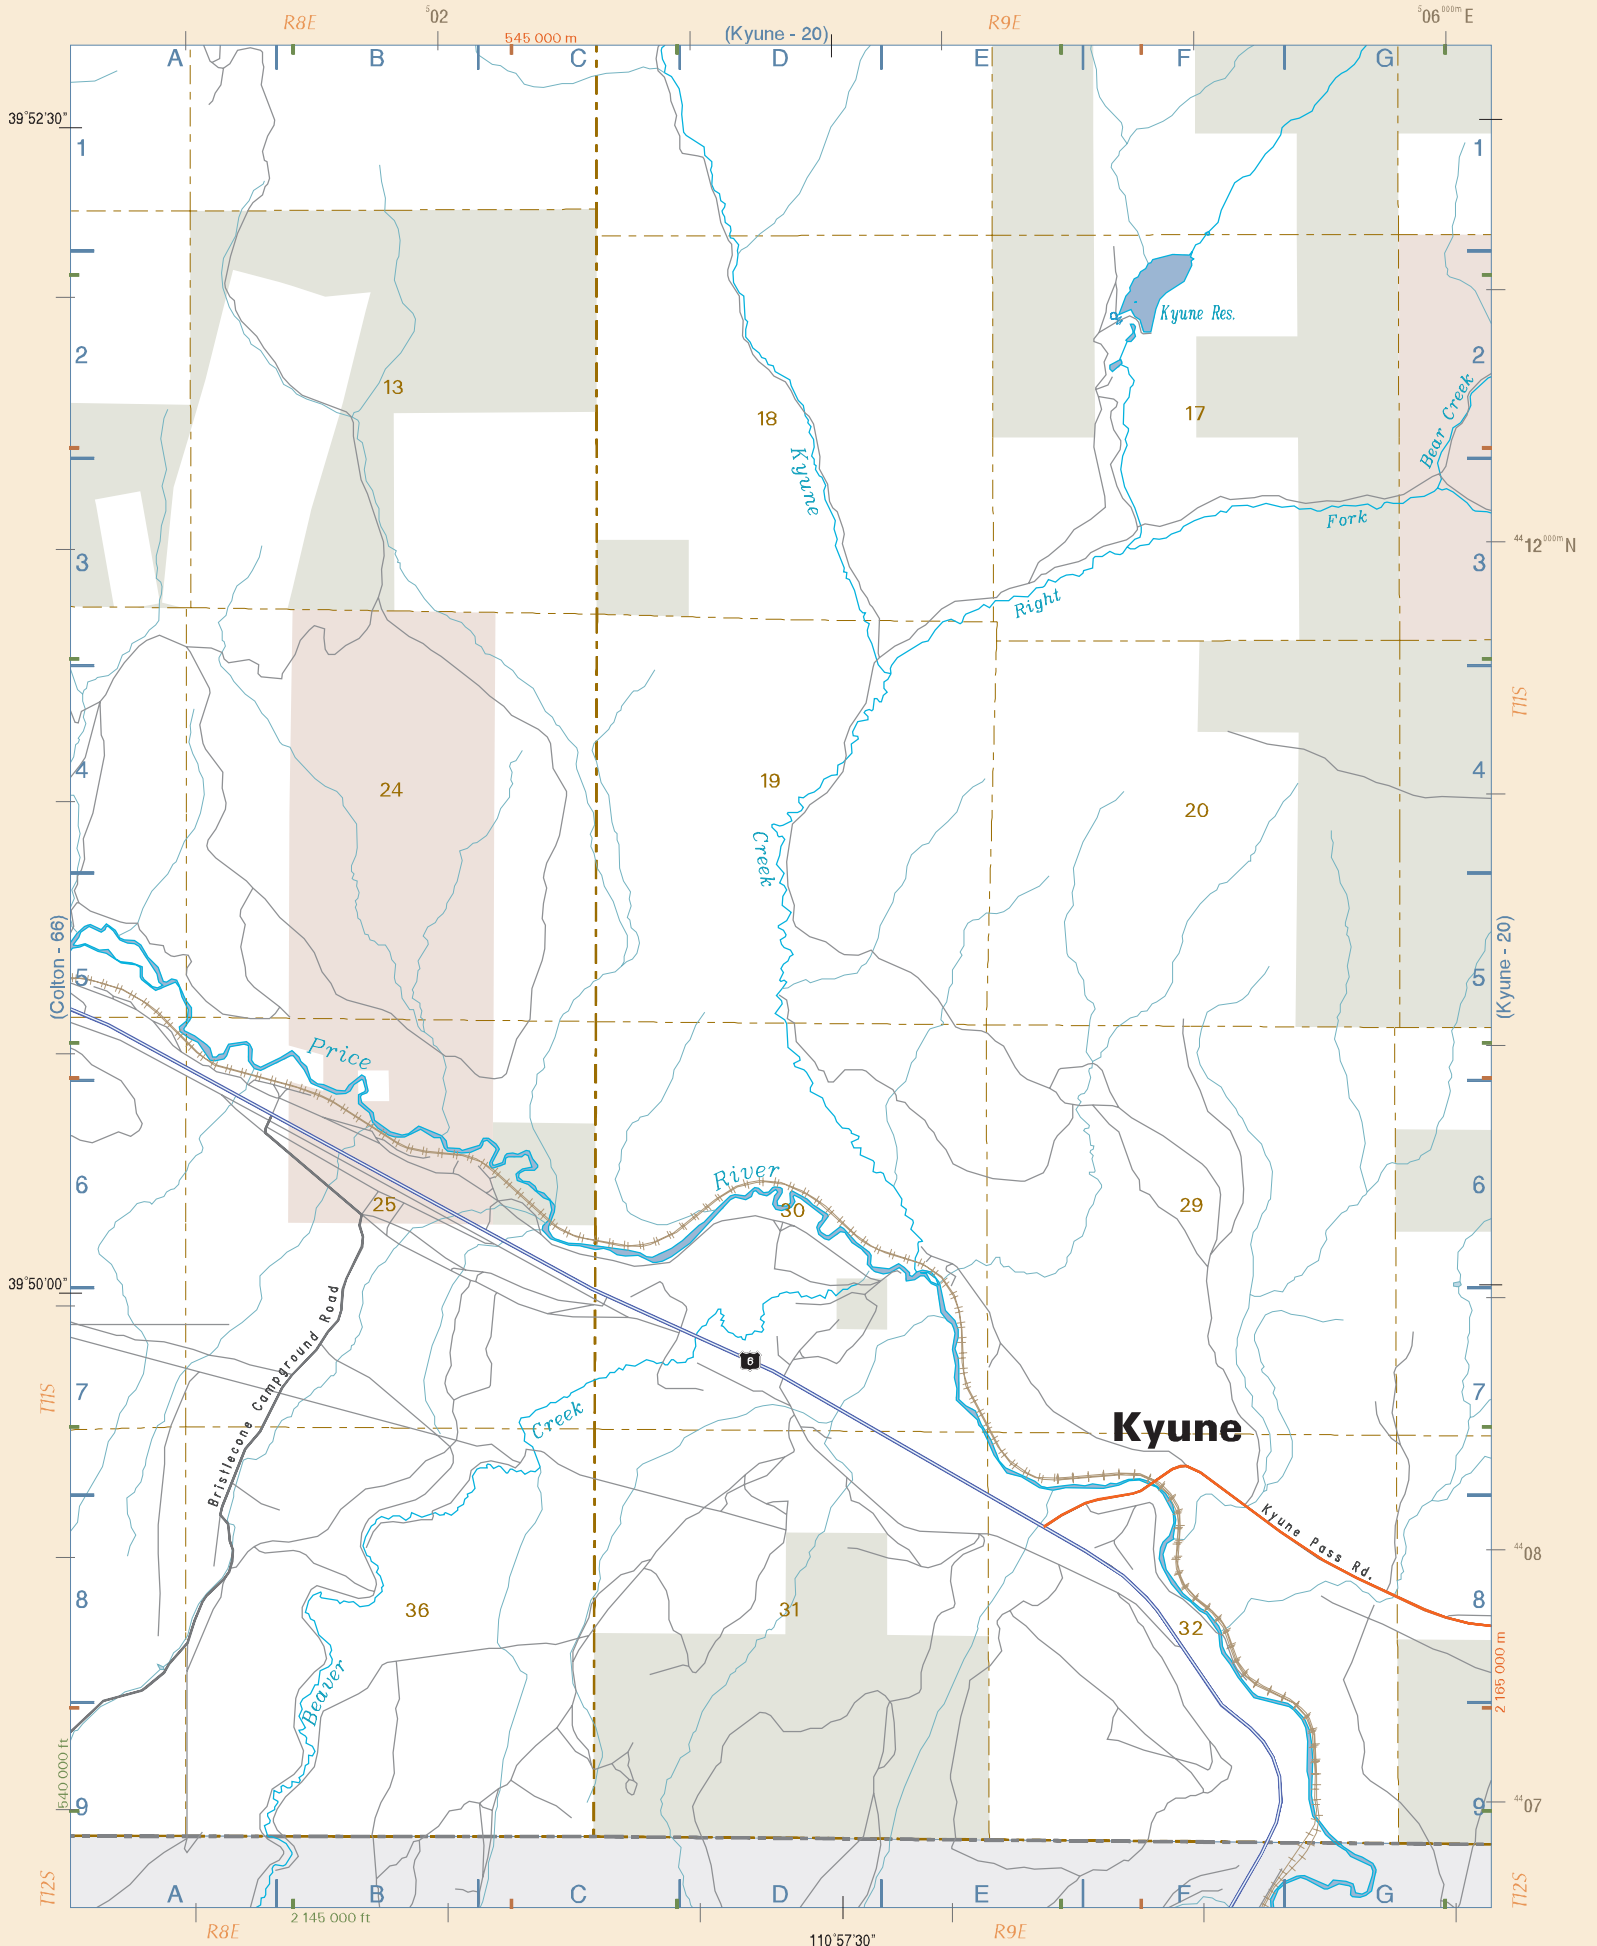 R8E
⁵02
545 000 m
(Kyune - 20)
R9E
⁵06 ⁰⁰⁰ᵐ E
A B C D E F G
39°52'30"
1 1
Kyune Res.
2 2
13
18
17
Bear Creek
Kyune
Fork
⁴⁴12 ⁰⁰⁰ᵐ N
3 3
Right
T11S
4 4
24
19
20
Creek
(Colton - 66)
(Kyune - 20)
5 5
Price
River
6 6
25
30
29
39°50'00"
Bristlecone Campground Road
6
T11S
7 7
Creek
Kyune
Kyune Pass Rd.
⁴⁴08
8 8
36
31
32
Beaver
2 165 000 m
540 000 ft
9 9
⁴⁴07
T12S
T12S
A B C D E F G
2 145 000 ft
R8E
110°57'30"
R9E